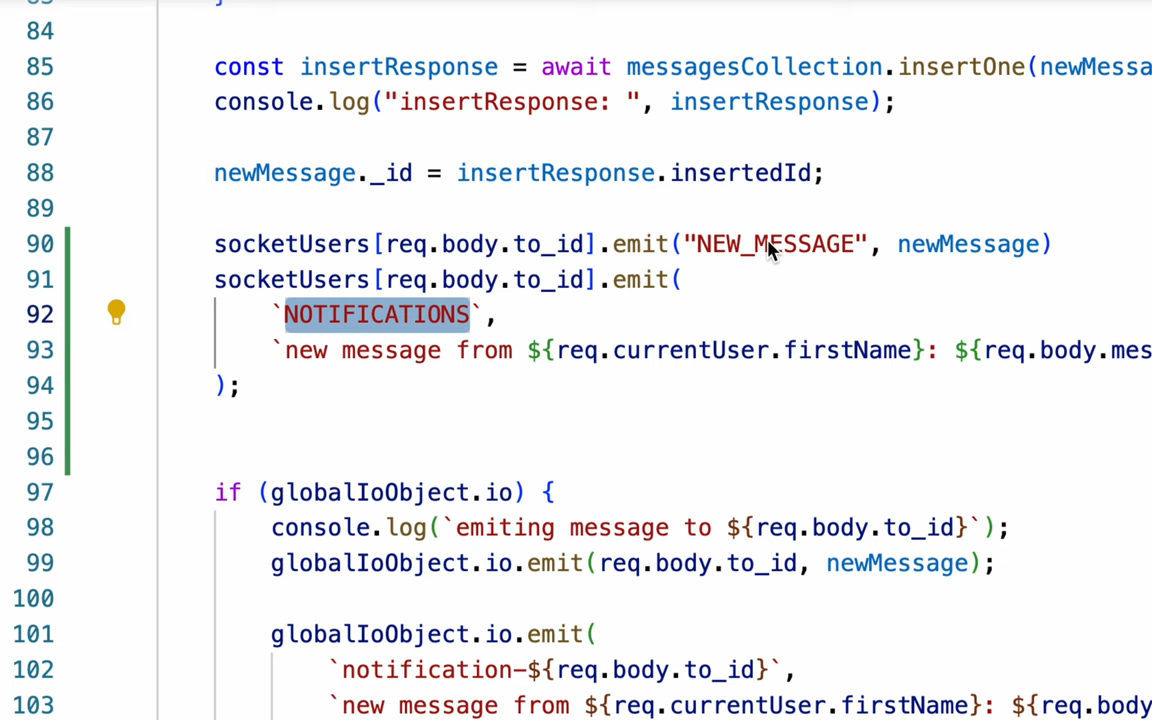 84
85 const insertResponse = await messagesCollection.insertOne(newMessa
86 console.log("insertResponse: ", insertResponse);
87
88 newMessage._id = insertResponse.insertedId;
89
90 socketUsers[req.body.to_id].emit("NEW_MESSAGE", newMessage)
91 socketUsers[req.body.to_id].emit(
92 `NOTIFICATIONS`,
93 `new message from ${req.currentUser.firstName}: ${req.body.mes
94 );
95
96
97 if (globalIoObject.io) {
98 console.log(`emiting message to ${req.body.to_id}`);
99 globalIoObject.io.emit(req.body.to_id, newMessage);
100
101 globalIoObject.io.emit(
102 `notification-${req.body.to_id}`,
103 `new message from ${req.currentUser.firstName}: ${req.body